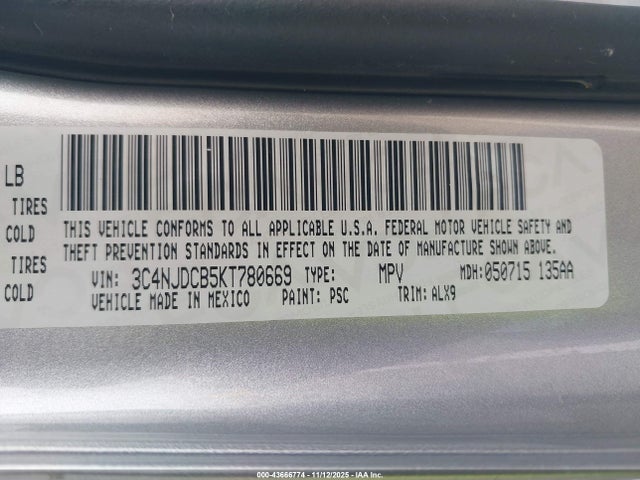 LB
TIRES
COLD
TIRES
COLD
THIS VEHICLE CONFORMS TO ALL APPLICABLE U.S.A. FEDERAL MOTOR VEHICLE SAFETY AND
THEFT PREVENTION STANDARDS IN EFFECT ON THE DATE OF MANUFACTURE SHOWN ABOVE.
VIN: 3C4NJDCB5KT780669 TYPE: MPV MDH:050715 135AA
VEHICLE MADE IN MEXICO PAINT: PSC TRIM: ALX9
000-43666774 - 11/12/2025 - IAA Inc.